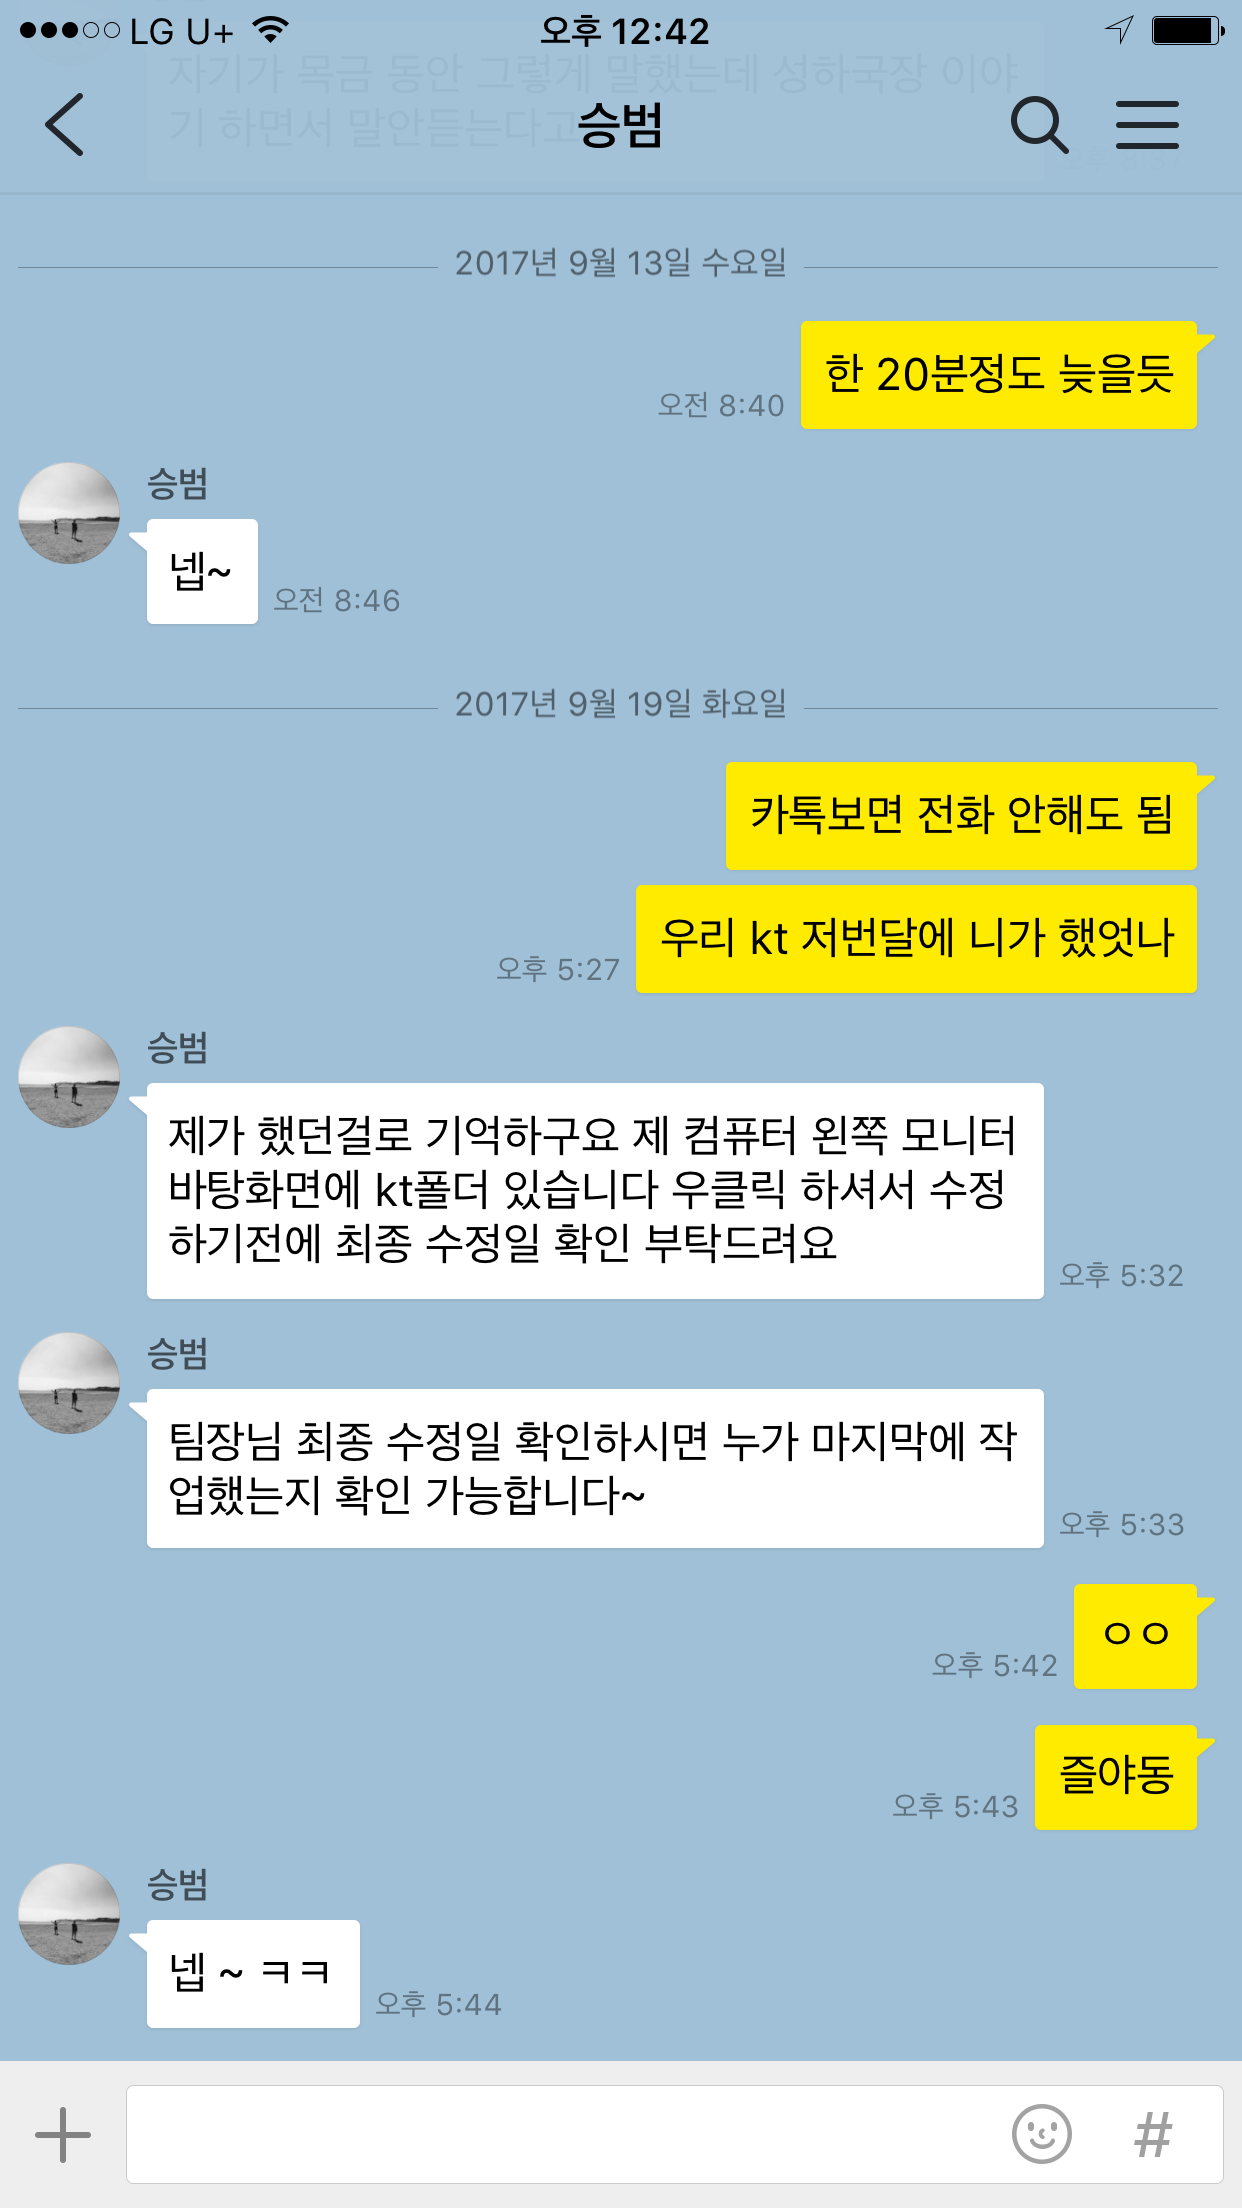 LG U+ 오후 12:42
자기가 목금 동안 그렇게 말했는데 성하국장 이야
기 하면서 말안듣는다고
승범
2017년 9월 13일 수요일
한 20분정도 늦을듯
오전 8:40
승범
넵~
오전 8:46
2017년 9월 19일 화요일
카톡보면 전화 안해도 됨
우리 kt 저번달에 니가 했엇나
오후 5:27
승범
제가 했던걸로 기억하구요 제 컴퓨터 왼쪽 모니터
바탕화면에 kt폴더 있습니다 우클릭 하셔서 수정
하기전에 최종 수정일 확인 부탁드려요
오후 5:32
승범
팀장님 최종 수정일 확인하시면 누가 마지막에 작
업했는지 확인 가능합니다~
오후 5:33
ㅇㅇ
오후 5:42
즐야동
오후 5:43
승범
넵 ~ ㅋㅋ
오후 5:44
#